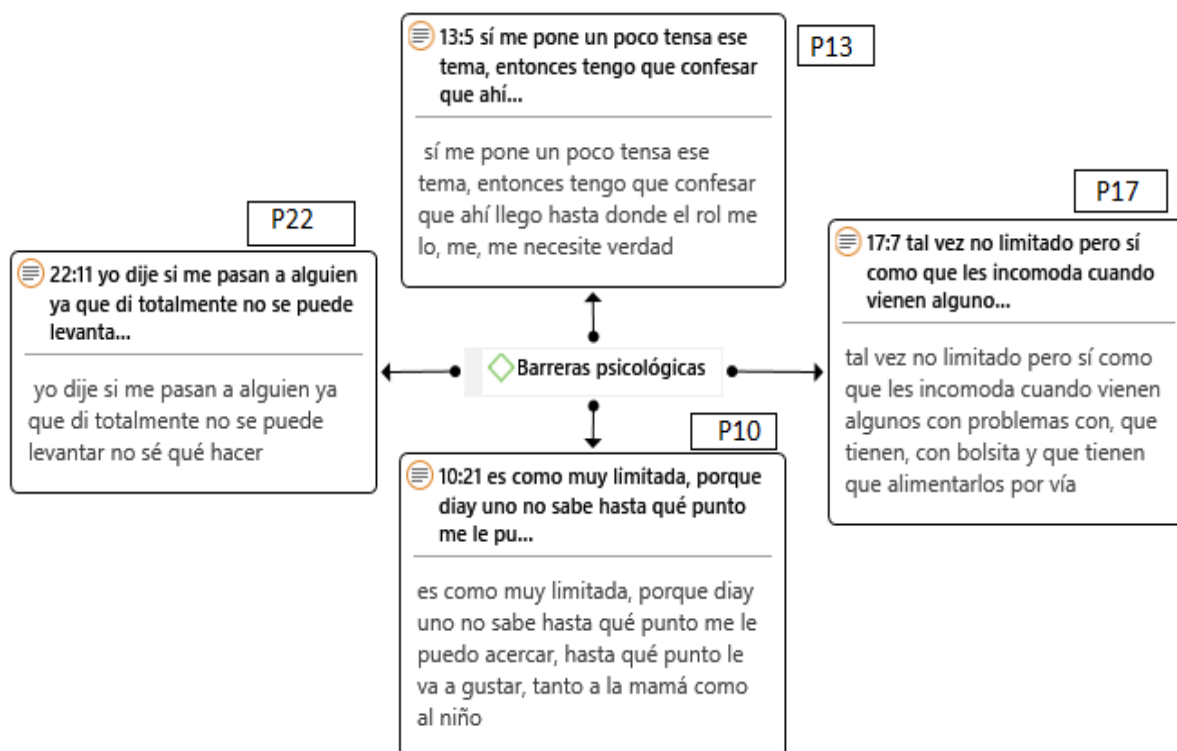 P13
13:5 sí me pone un poco tensa ese
tema, entonces tengo que confesar
que ahí...
sí me pone un poco tensa ese
tema, entonces tengo que confesar
que ahí llego hasta donde el rol me
lo, me, me necesite verdad
P22
22:11 yo dije si me pasan a alguien
ya que di totalmente no se puede
levanta...
yo dije si me pasan a alguien ya
que di totalmente no se puede
levantar no sé qué hacer
Barreras psicológicas
P17
17:7 tal vez no limitado pero sí
como que les incomoda cuando
vienen alguno...
tal vez no limitado pero sí como
que les incomoda cuando vienen
algunos con problemas con, que
tienen, con bolsita y que tienen
que alimentarlos por vía
P10
10:21 es como muy limitada, porque
diay uno no sabe hasta qué punto
me le pu...
es como muy limitada, porque diay
uno no sabe hasta qué punto me le
puedo acercar, hasta qué punto le
va a gustar, tanto a la mamá como
al niño